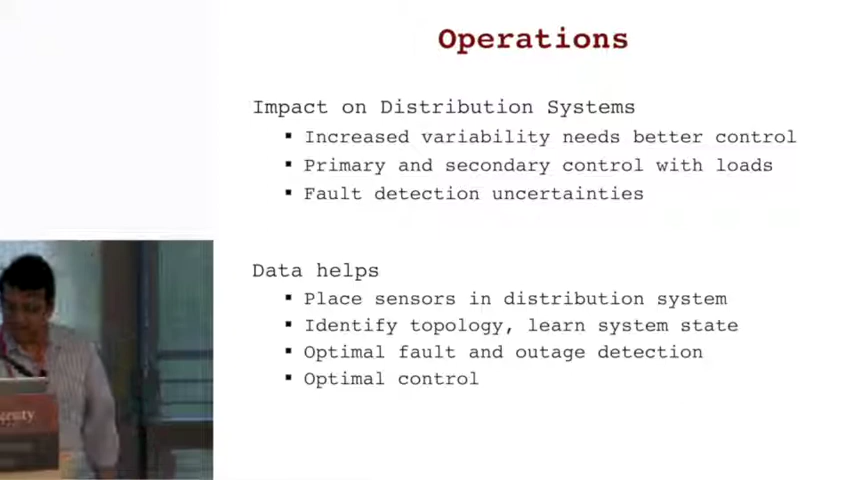 Operations
Impact on Distribution Systems
▪ Increased variability needs better control
▪ Primary and secondary control with loads
▪ Fault detection uncertainties
Data helps
▪ Place sensors in distribution system
▪ Identify topology, learn system state
▪ Optimal fault and outage detection
▪ Optimal control